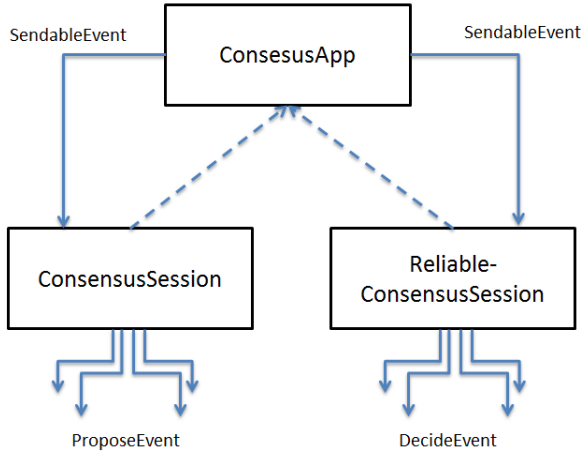 SendableEvent
SendableEvent
ConsesusApp
ConsensusSession
Reliable-
ConsensusSession
ProposeEvent
DecideEvent